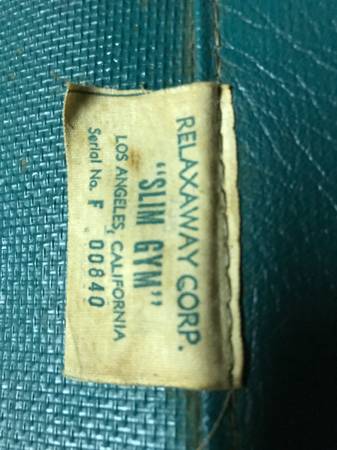 RELAXAWAY CORP.
"SLIM GYM"
LOS ANGELES, CALIFORNIA
Serial No. F 00840